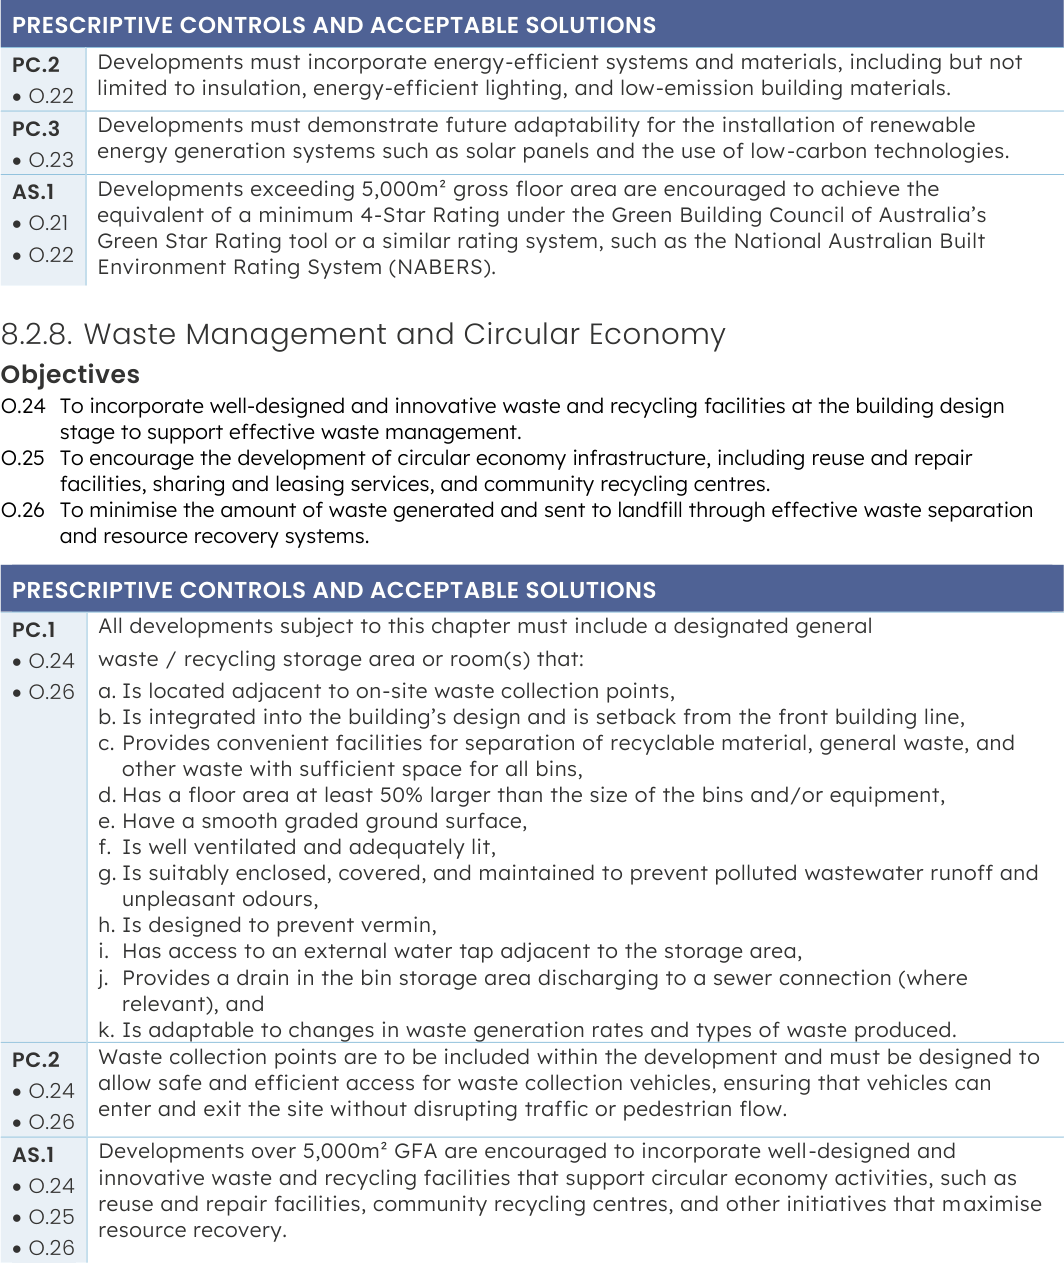 PRESCRIPTIVE CONTROLS AND ACCEPTABLE SOLUTIONS
PC.2
• O.22
Developments must incorporate energy-efficient systems and materials, including but not
limited to insulation, energy-efficient lighting, and low-emission building materials.
PC.3
• O.23
Developments must demonstrate future adaptability for the installation of renewable
energy generation systems such as solar panels and the use of low-carbon technologies.
AS.1
• O.21
• O.22
Developments exceeding 5,000m² gross floor area are encouraged to achieve the
equivalent of a minimum 4-Star Rating under the Green Building Council of Australia's
Green Star Rating tool or a similar rating system, such as the National Australian Built
Environment Rating System (NABERS).
8.2.8. Waste Management and Circular Economy
Objectives
O.24 To incorporate well-designed and innovative waste and recycling facilities at the building design
stage to support effective waste management.
O.25 To encourage the development of circular economy infrastructure, including reuse and repair
facilities, sharing and leasing services, and community recycling centres.
O.26 To minimise the amount of waste generated and sent to landfill through effective waste separation
and resource recovery systems.
PRESCRIPTIVE CONTROLS AND ACCEPTABLE SOLUTIONS
PC.1
• O.24
• O.26
All developments subject to this chapter must include a designated general
waste / recycling storage area or room(s) that:
a. Is located adjacent to on-site waste collection points,
b. Is integrated into the building's design and is setback from the front building line,
c. Provides convenient facilities for separation of recyclable material, general waste, and
other waste with sufficient space for all bins,
d. Has a floor area at least 50% larger than the size of the bins and/or equipment,
e. Have a smooth graded ground surface,
f. Is well ventilated and adequately lit,
g. Is suitably enclosed, covered, and maintained to prevent polluted wastewater runoff and
unpleasant odours,
h. Is designed to prevent vermin,
i. Has access to an external water tap adjacent to the storage area,
j. Provides a drain in the bin storage area discharging to a sewer connection (where
relevant), and
k. Is adaptable to changes in waste generation rates and types of waste produced.
PC.2
• O.24
• O.26
Waste collection points are to be included within the development and must be designed to
allow safe and efficient access for waste collection vehicles, ensuring that vehicles can
enter and exit the site without disrupting traffic or pedestrian flow.
AS.1
• O.24
• O.25
• O.26
Developments over 5,000m² GFA are encouraged to incorporate well-designed and
innovative waste and recycling facilities that support circular economy activities, such as
reuse and repair facilities, community recycling centres, and other initiatives that maximise
resource recovery.